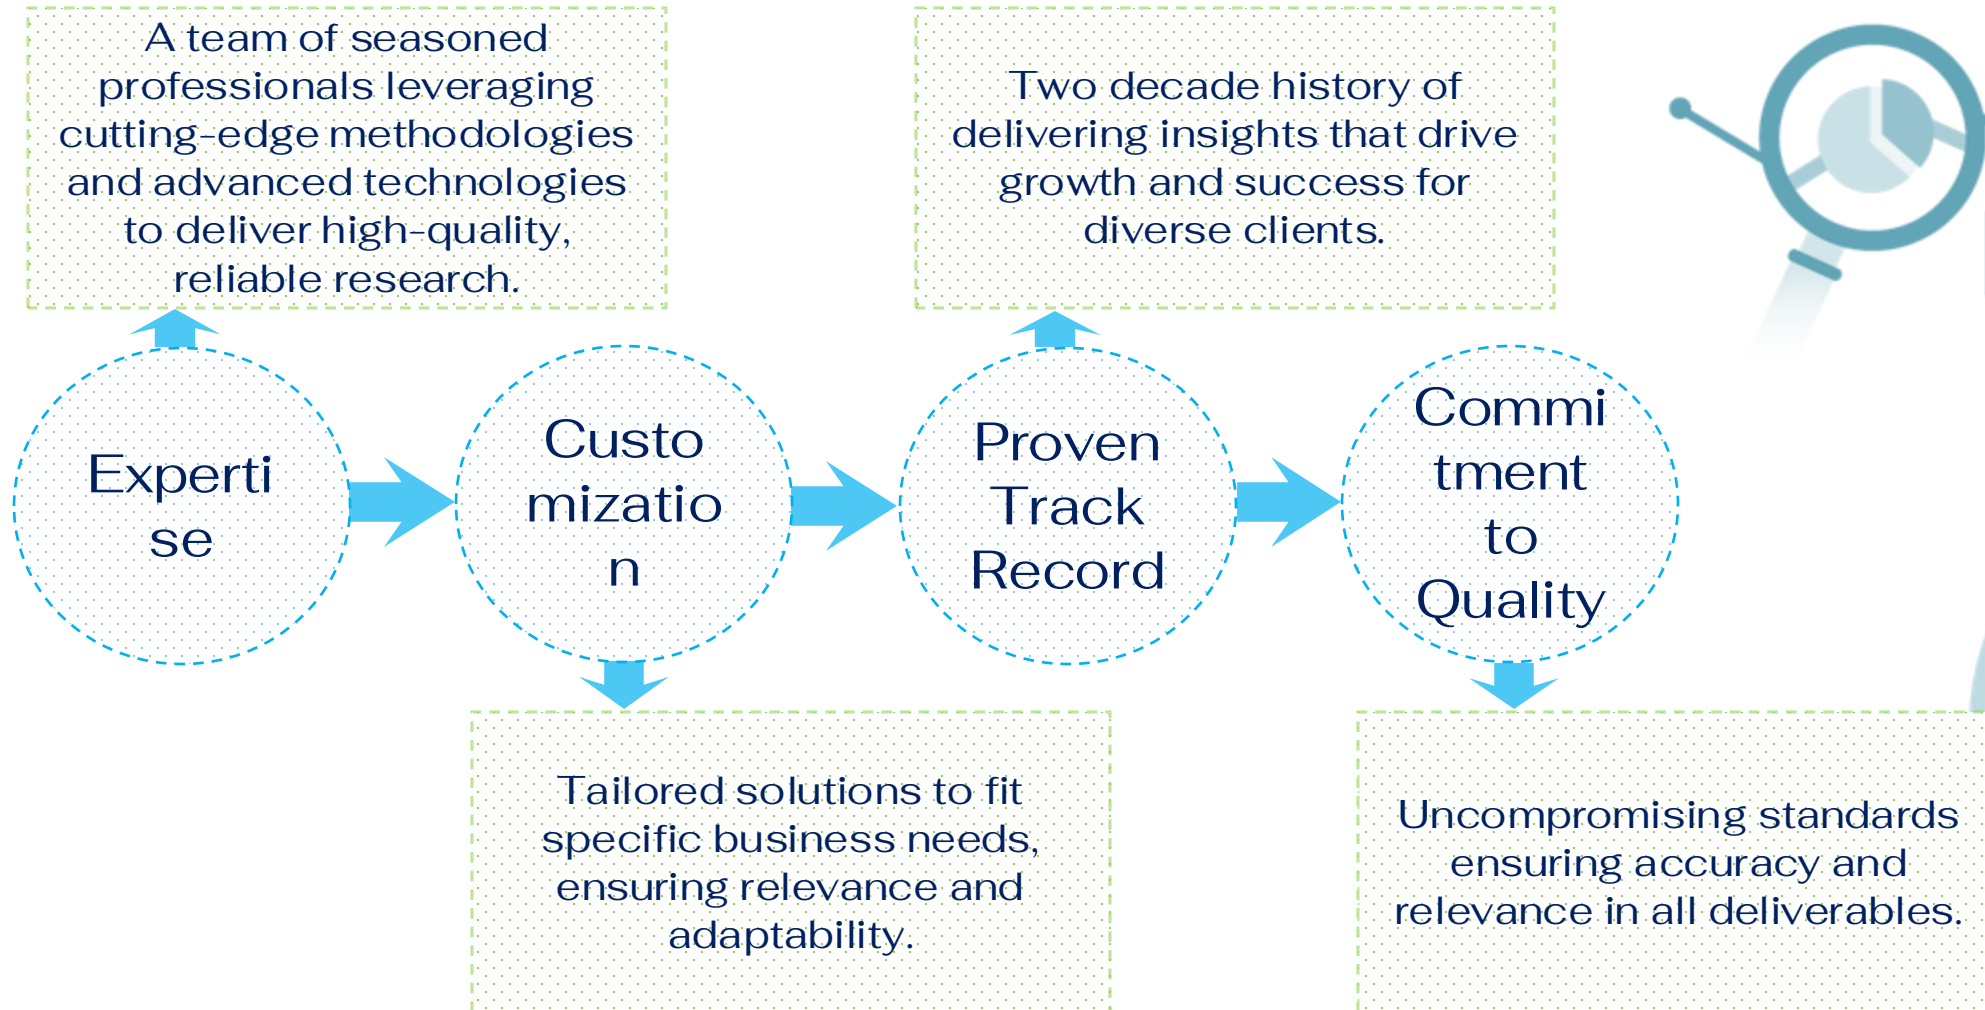 A team of seasoned
professionals leveraging
cutting-edge methodologies
and advanced technologies
to deliver high-quality,
reliable research.
Two decade history of
delivering insights that drive
growth and success for
diverse clients.
Experti
se
Custo
mizatio
n
Proven
Track
Record
Commi
tment
to
Quality
Tailored solutions to fit
specific business needs,
ensuring relevance and
adaptability.
Uncompromising standards
ensuring accuracy and
relevance in all deliverables.